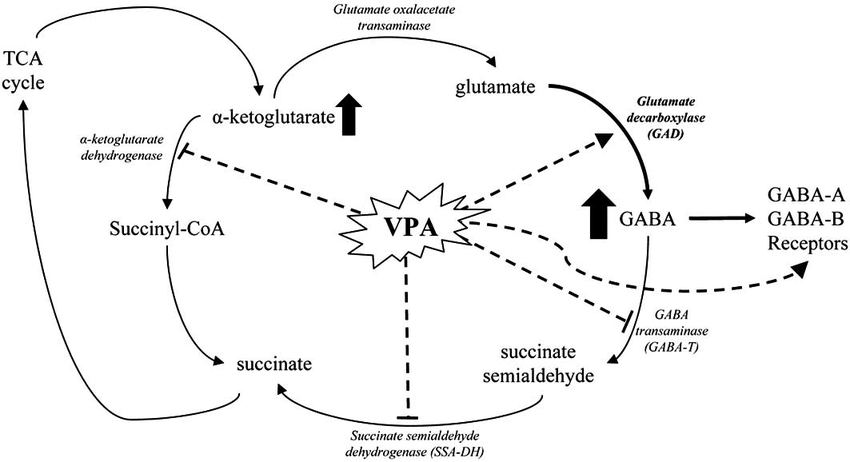 Glutamate oxalacetate
transaminase
TCA
cycle
glutamate
α-ketoglutarate
Glutamate
decarboxylase
(GAD)
α-ketoglutarate
dehydrogenase
Succinyl-CoA
VPA
GABA
GABA-A
GABA-B
Receptors
GABA
transaminase
(GABA-T)
succinate
succinate
semialdehyde
Succinate semialdehyde
dehydrogenase (SSA-DH)